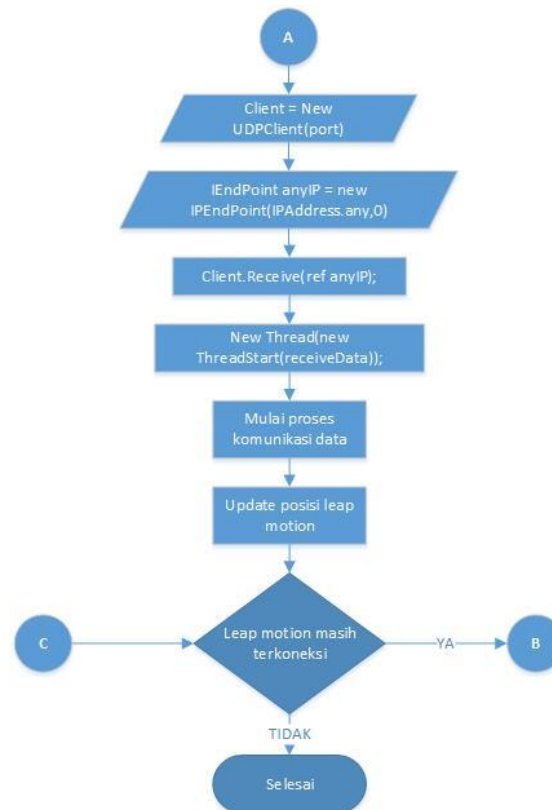 A
Client = New
UDPClient(port)
IEndPoint anyIP = new
IPEndPoint(IPAddress.any,0)
Client.Receive(ref anyIP);
New Thread(new
ThreadStart(receiveData));
Mulai proses
komunikasi data
Update posisi leap
motion
C
Leap motion masih
terkoneksi
YA
B
TIDAK
Selesai